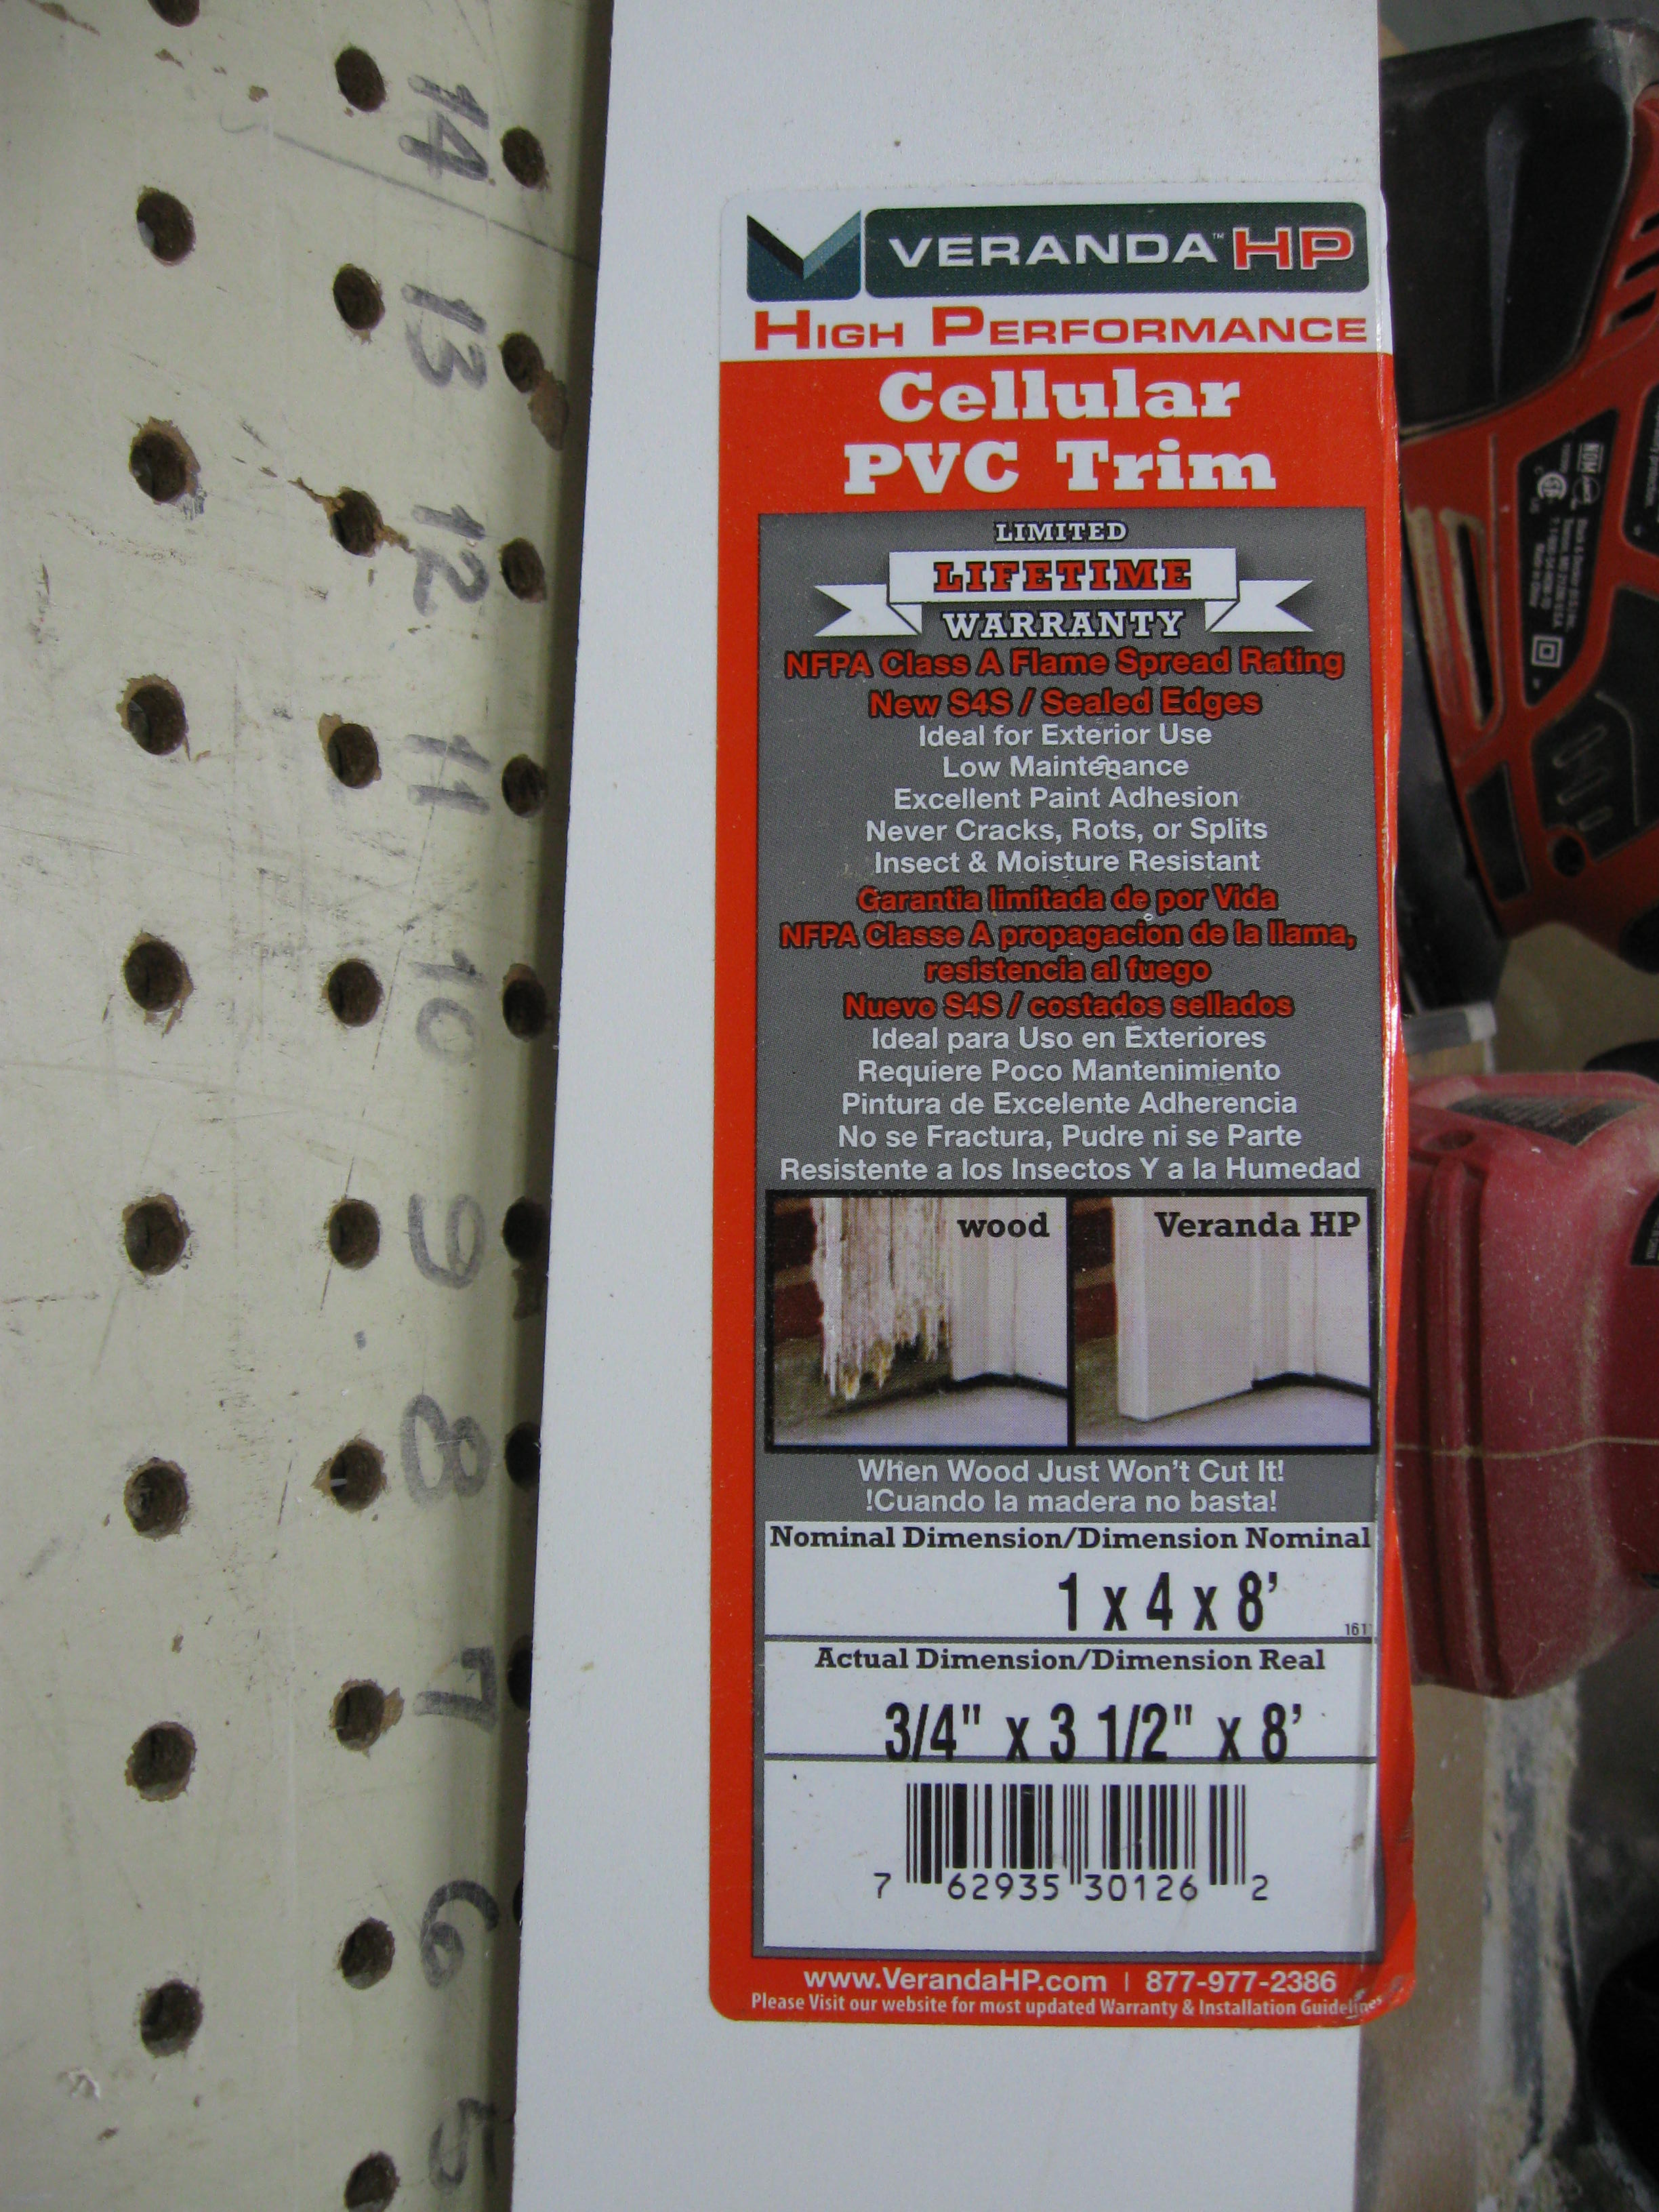 14
13
12
11
10
9
8
7
6
5
VERANDA™ HP
HIGH PERFORMANCE
Cellular
PVC Trim
LIMITED
LIFETIME
WARRANTY
NFPA Class A Flame Spread Rating
New S4S / Sealed Edges
Ideal for Exterior Use
Low Maintenance
Excellent Paint Adhesion
Never Cracks, Rots, or Splits
Insect & Moisture Resistant
Garantia limitada de por Vida
NFPA Classe A propagacion de la llama,
resistencia al fuego
Nuevo S4S / costados sellados
Ideal para Uso en Exteriores
Requiere Poco Mantenimiento
Pintura de Excelente Adherencia
No se Fractura, Pudre ni se Parte
Resistente a los Insectos Y a la Humedad
wood
Veranda HP
When Wood Just Won't Cut It!
!Cuando la madera no basta!
Nominal Dimension/Dimension Nominal
1 x 4 x 8'
Actual Dimension/Dimension Real
3/4" x 3 1/2" x 8'
7 62935 30126 2
www.VerandaHP.com | 877-977-2386
Please Visit our website for most updated Warranty & Installation Guidelines
NOM